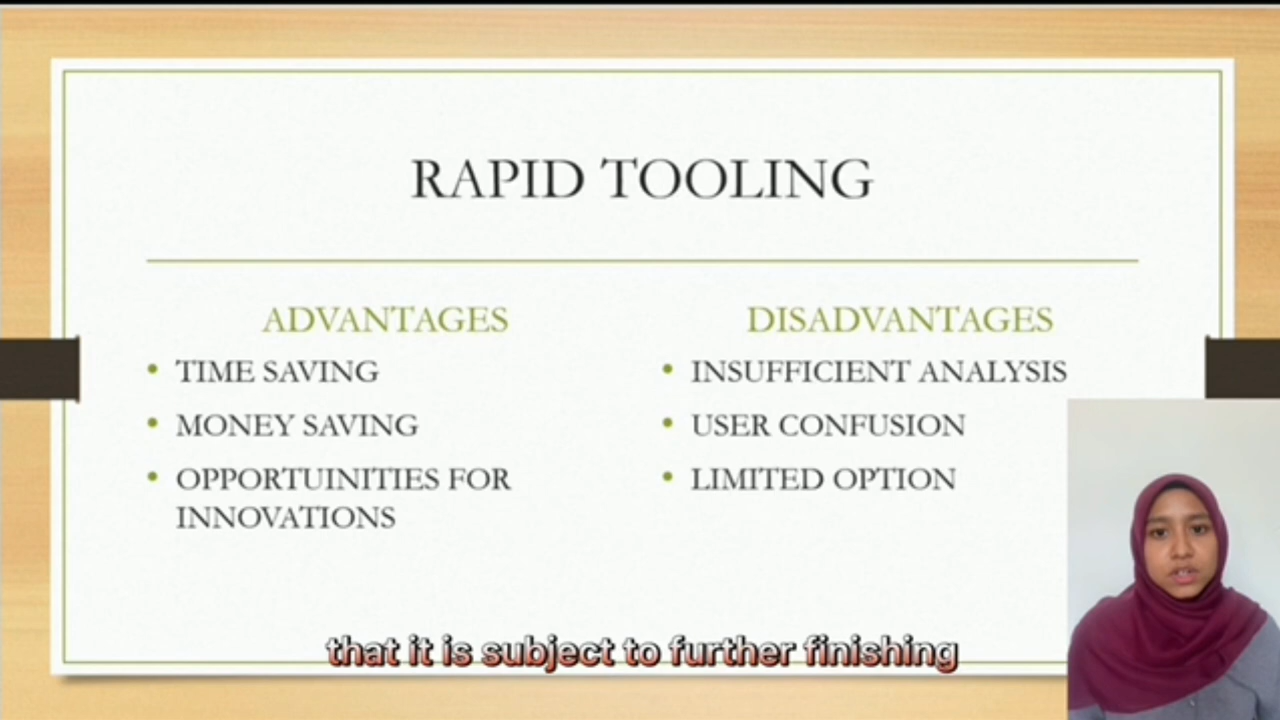 RAPID TOOLING
ADVANTAGES
• TIME SAVING
• MONEY SAVING
• OPPORTUINITIES FOR
INNOVATIONS
DISADVANTAGES
• INSUFFICIENT ANALYSIS
• USER CONFUSION
• LIMITED OPTION
that it is subject to further finishing